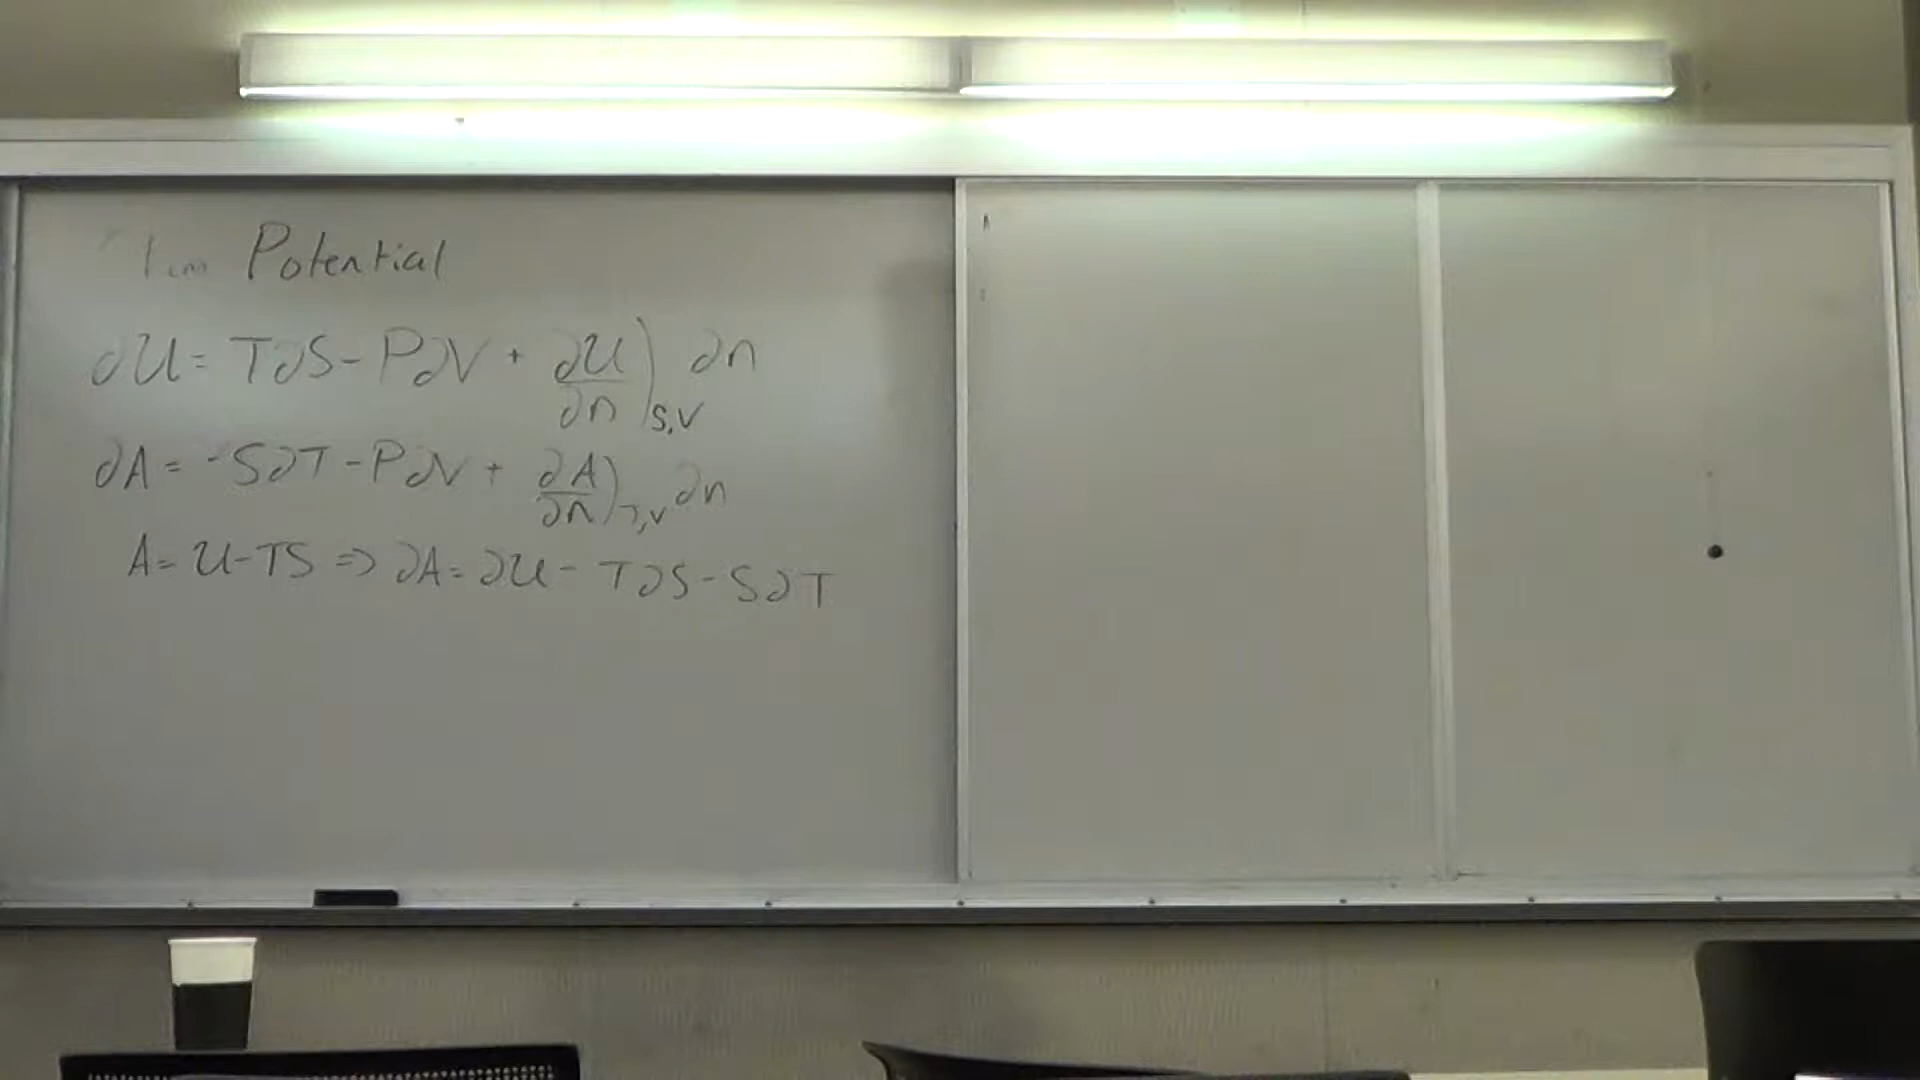 Potential
∂U = T∂S - P∂V + ∂U/∂n)S,V ∂n
∂A = -S∂T - P∂V + ∂A/∂n)T,V ∂n
A = U - TS ⇒ ∂A = ∂U - T∂S - S∂T